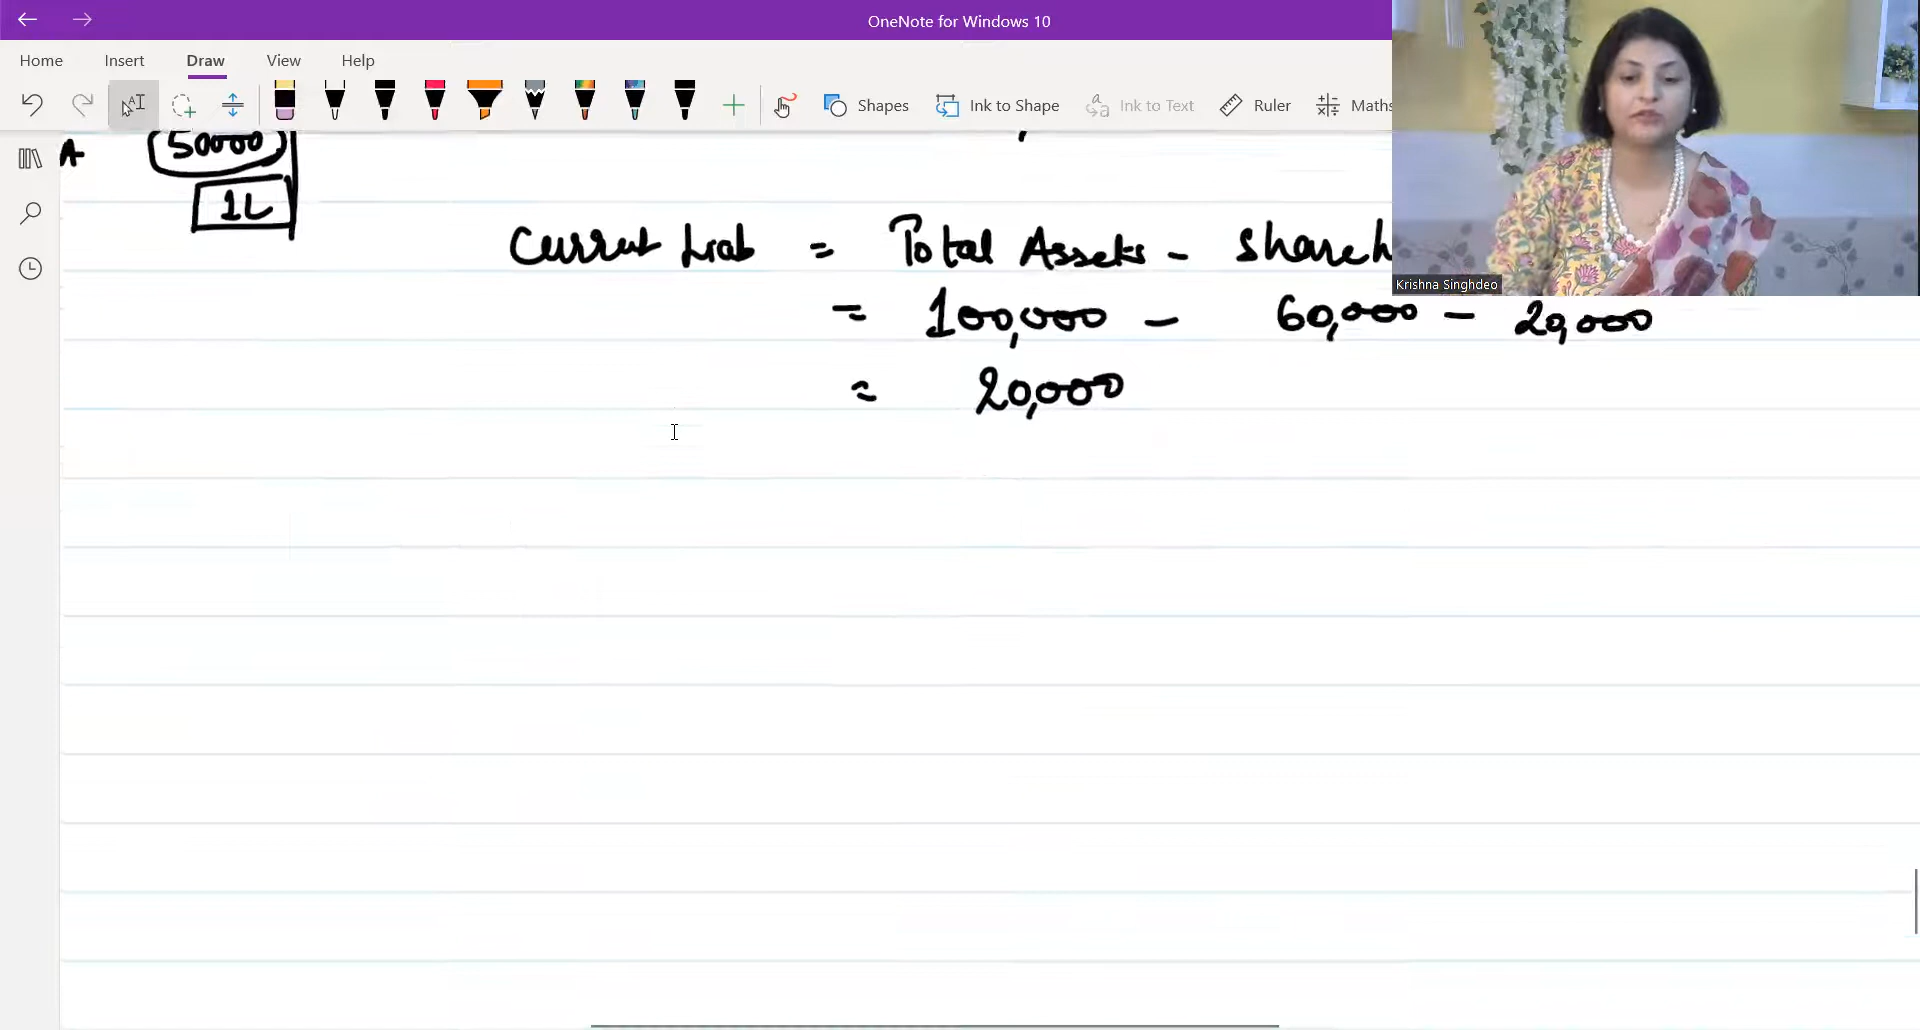 OneNote for Windows 10
Home Insert Draw View Help
Shapes Ink to Shape Ink to Text Ruler Maths
A 50000
1L
Current Liab = Total Assets - Shareh
= 100,000 - 60,000 - 20,000
= 20,000
Krishna Singhdeo